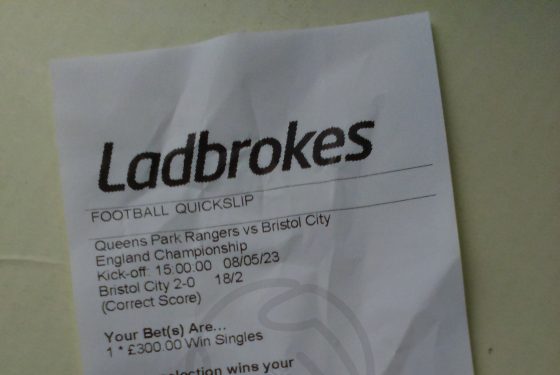 Ladbrokes
FOOTBALL QUICKSLIP
Queens Park Rangers vs Bristol City
England Championship
Kick-off: 15:00:00 08/05/23
Bristol City 2-0 18/2
(Correct Score)
Your Bet(s) Are...
1 * £300.00 Win Singles
selection wins your